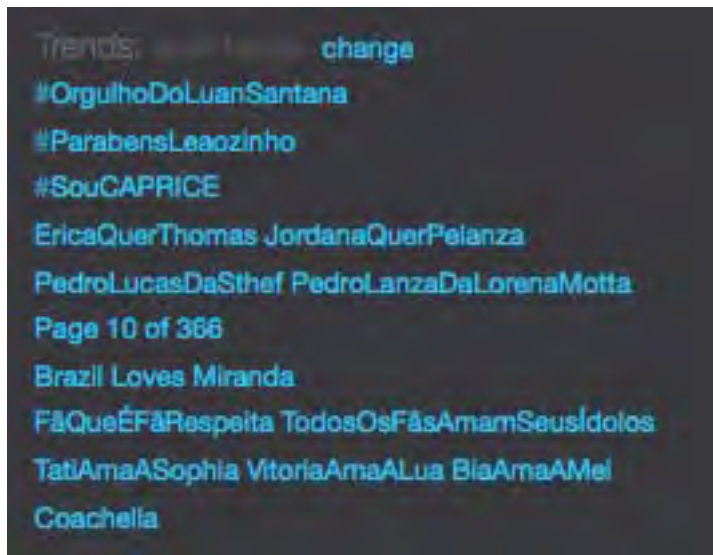 Trends: change
#OrgulhoDoLuanSantana
#ParabensLeaozinho
#SouCAPRICE
EricaQuerThomas JordanaQuerPelanza
PedroLucasDaSthef PedroLanzaDaLorenaMotta
Page 10 of 366
Brazil Loves Miranda
FãQueÉFãRespeita TodosOsFãsAmamSeusÍdolos
TatiAmaASophia VitoriaAmaALua BiaAmaAMel
Coachella